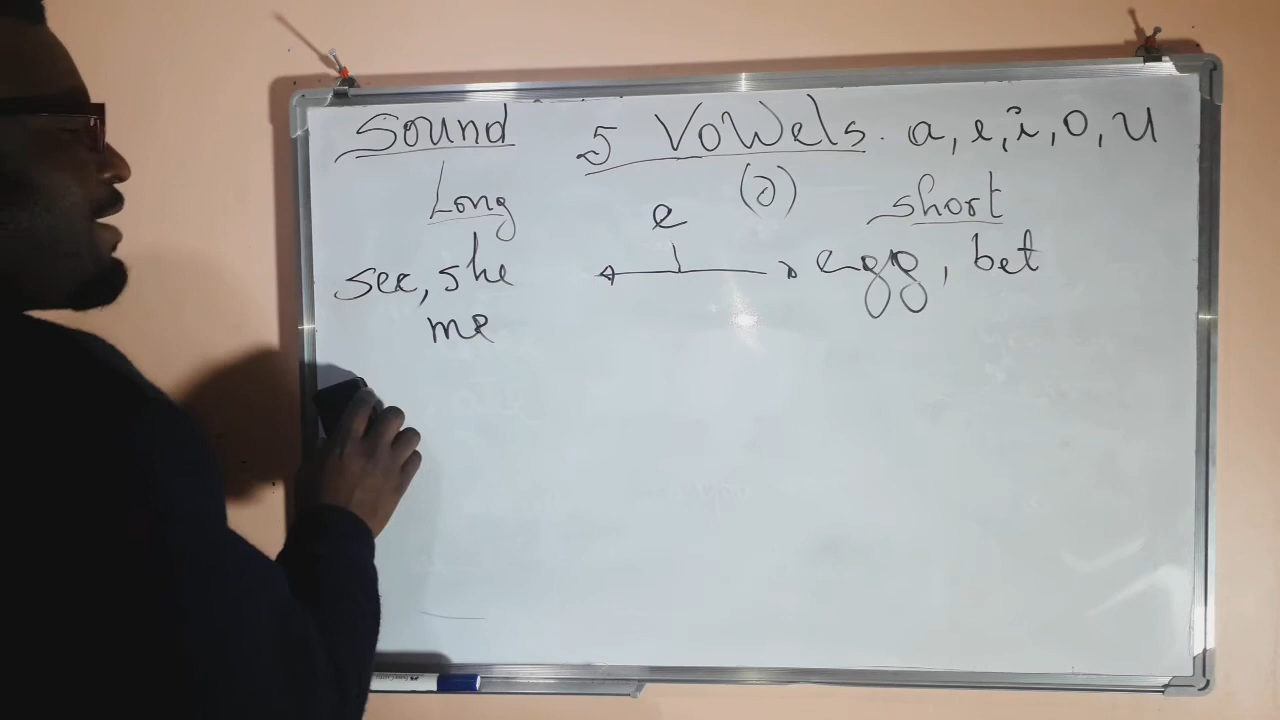 Sound 5 Vowels. a, e, i, o, u
Long e (ə) short
see, she egg, bet
me